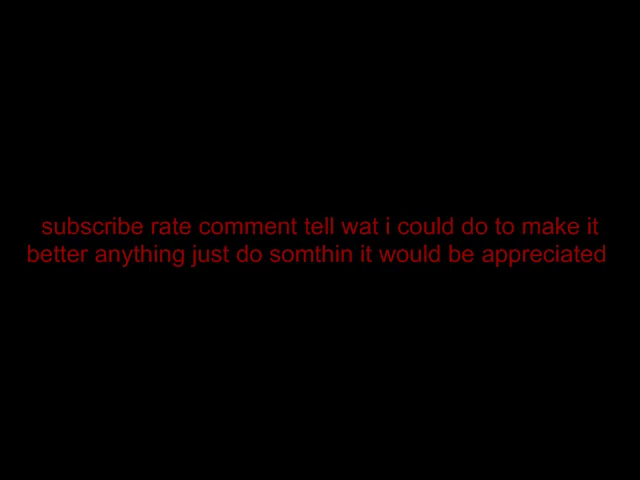 subscribe rate comment tell wat i could do to make it
better anything just do somthin it would be appreciated